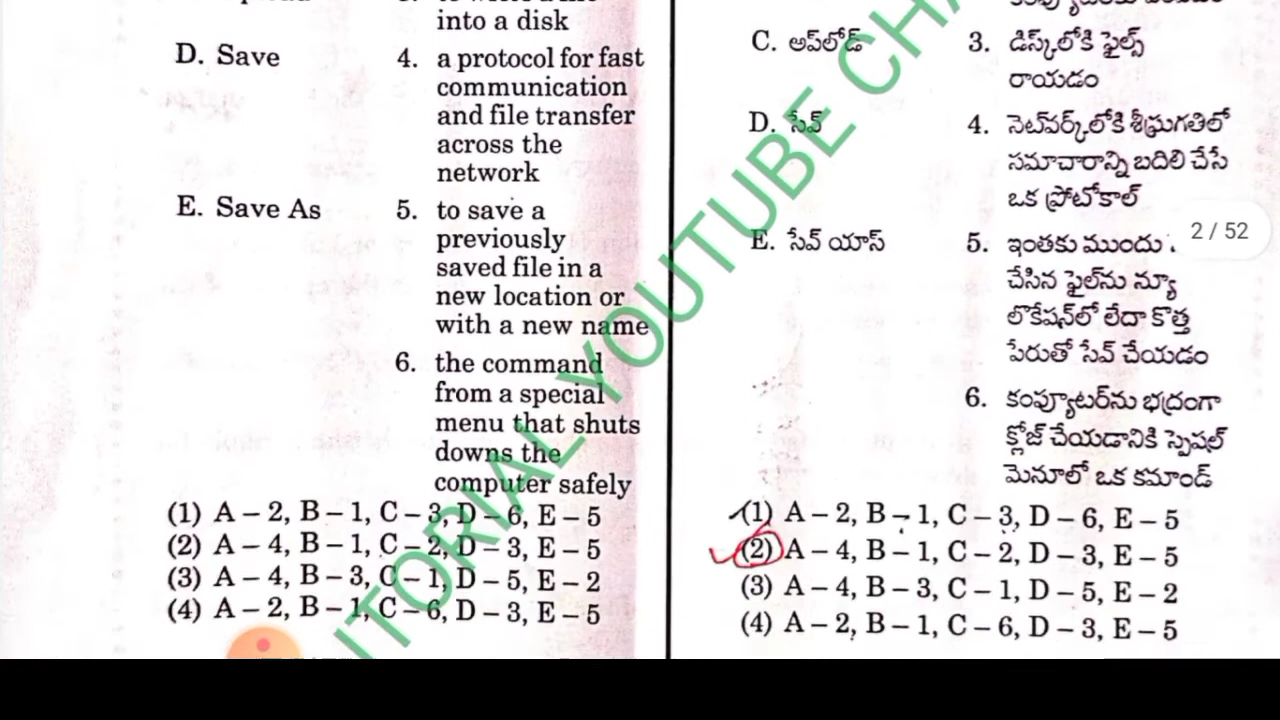 into a disk
D. Save 4. a protocol for fast
communication
and file transfer
across the
network
E. Save As 5. to save a
previously
saved file in a
new location or
with a new name
6. the command
from a special
menu that shuts
downs the
computer safely
(1) A – 2, B – 1, C – 3, D – 6, E – 5
(2) A – 4, B – 1, C – 2, D – 3, E – 5
(3) A – 4, B – 3, C – 1, D – 5, E – 2
(4) A – 2, B – 1, C – 6, D – 3, E – 5
C. అప్‌లోడ్ 3. డిస్క్‌లోకి ఫైల్స్
రాయడం
D. సేవ్ 4. నెట్‌వర్క్‌లోకి శీఘ్రగతిలో
సమాచారాన్ని బదిలి చేసే
ఒక ప్రోటోకాల్
E. సేవ్ యాస్ 5. ఇంతకు ముందు
చేసిన ఫైల్‌ను న్యూ
లొకేషన్‌లో లేదా కొత్త
పేరుతో సేవ్ చేయడం
6. కంప్యూటర్‌ను భద్రంగా
క్లోజ్ చేయడానికి స్పెషల్
మెనూలో ఒక కమాండ్
(1) A – 2, B – 1, C – 3, D – 6, E – 5
(2) A – 4, B – 1, C – 2, D – 3, E – 5
(3) A – 4, B – 3, C – 1, D – 5, E – 2
(4) A – 2, B – 1, C – 6, D – 3, E – 5
2 / 52
TORIAL YOUTUBE CHA